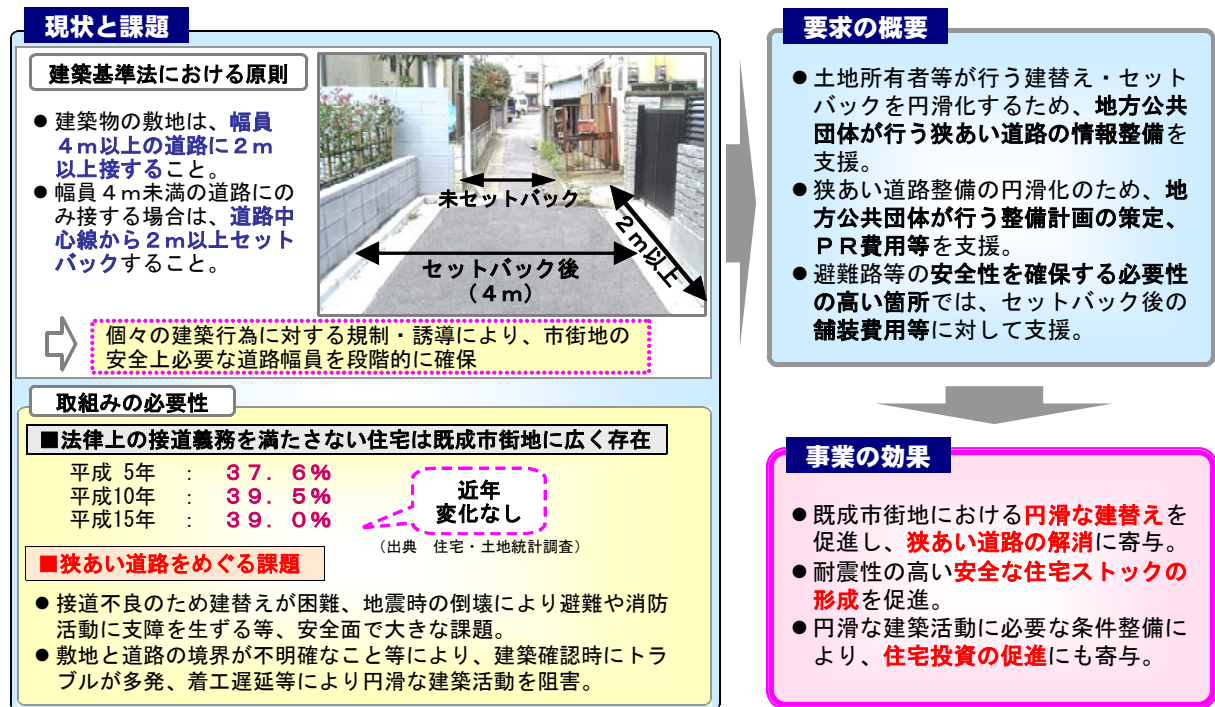 現状と課題
建築基準法における原則
●建築物の敷地は、幅員
４ｍ以上の道路に２ｍ
以上接すること。
●幅員４ｍ未満の道路にの
み接する場合は、道路中
心線から２ｍ以上セット
バックすること。
未セットバック
２ｍ以上
セットバック後
（４ｍ）
個々の建築行為に対する規制・誘導により、市街地の
安全上必要な道路幅員を段階的に確保
取組みの必要性
■法律上の接道義務を満たさない住宅は既成市街地に広く存在
平成 5年 ： ３７．６％
平成10年 ： ３９．５％
平成15年 ： ３９．０％
近年
変化なし
（出典 住宅・土地統計調査）
■狭あい道路をめぐる課題
●接道不良のため建替えが困難、地震時の倒壊により避難や消防
活動に支障を生ずる等、安全面で大きな課題。
●敷地と道路の境界が不明確なこと等により、建築確認時にトラ
ブルが多発、着工遅延等により円滑な建築活動を阻害。
要求の概要
●土地所有者等が行う建替え・セット
バックを円滑化するため、地方公共
団体が行う狭あい道路の情報整備を
支援。
●狭あい道路整備の円滑化のため、地
方公共団体が行う整備計画の策定、
ＰＲ費用等を支援。
●避難路等の安全性を確保する必要性
の高い箇所では、セットバック後の
舗装費用等に対して支援。
事業の効果
●既成市街地における円滑な建替えを
促進し、狭あい道路の解消に寄与。
●耐震性の高い安全な住宅ストックの
形成を促進。
●円滑な建築活動に必要な条件整備に
より、住宅投資の促進にも寄与。